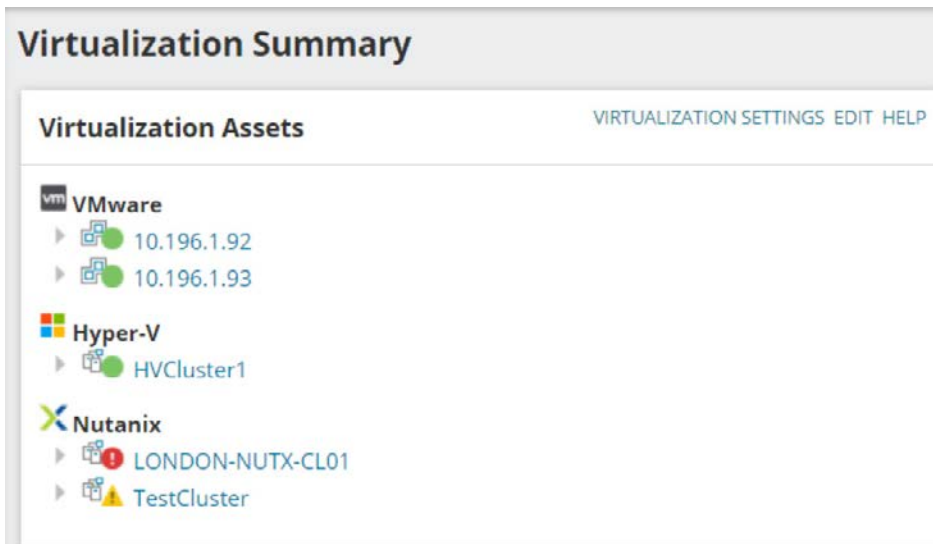 Virtualization Summary
Virtualization Assets
VIRTUALIZATION SETTINGS EDIT HELP
vm VMware
10.196.1.92
10.196.1.93
Hyper-V
HVCluster1
Nutanix
LONDON-NUTX-CL01
TestCluster